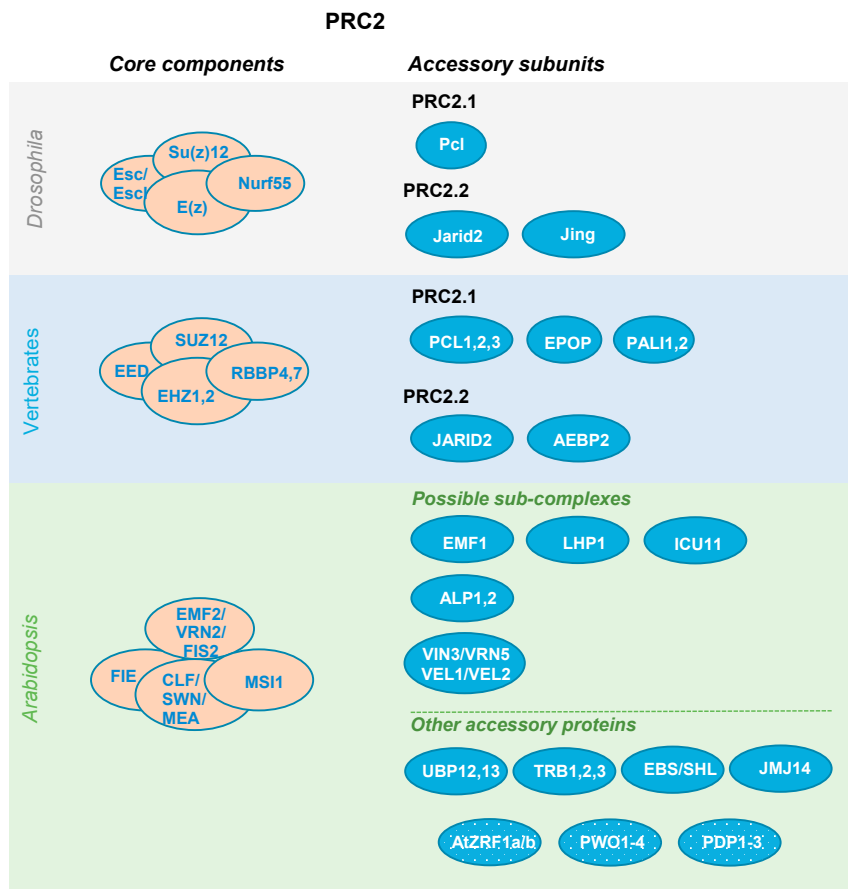 PRC2
Core components
Accessory subunits
Drosophila
Su(z)12
Esc/
Escl
Nurf55
E(z)
PRC2.1
Pcl
PRC2.2
Jarid2
Jing
Vertebrates
SUZ12
EED
RBBP4,7
EHZ1,2
PRC2.1
PCL1,2,3
EPOP
PALI1,2
PRC2.2
JARID2
AEBP2
Arabidopsis
EMF2/
VRN2/
FIS2
FIE
CLF/
SWN/
MEA
MSI1
Possible sub-complexes
EMF1
LHP1
ICU11
ALP1,2
VIN3/VRN5
VEL1/VEL2
Other accessory proteins
UBP12,13
TRB1,2,3
EBS/SHL
JMJ14
AtZRF1a/b
PWO1-4
PDP1-3